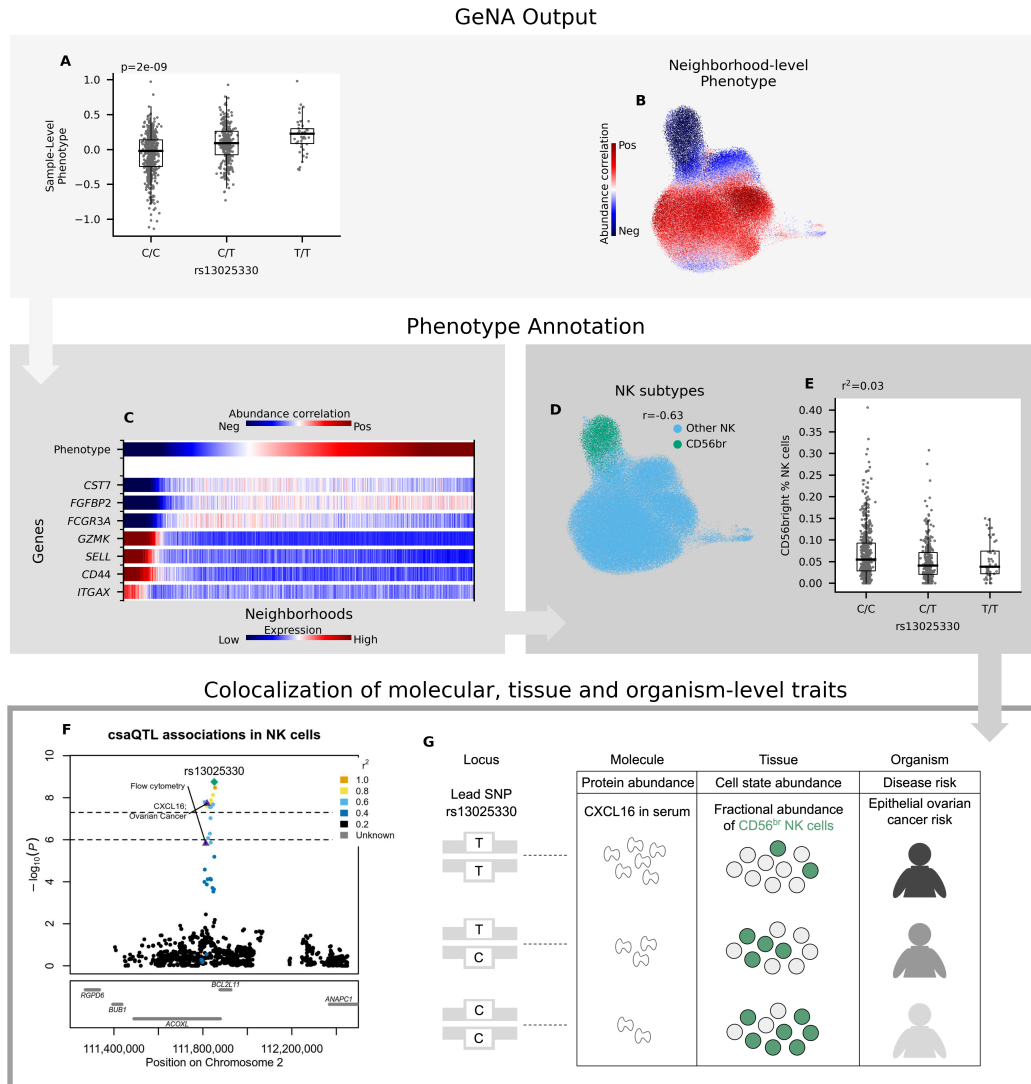 GeNA Output
A
p=2e-09
Sample-Level
Phenotype
1.0
0.5
0.0
−0.5
−1.0
C/C
C/T
T/T
rs13025330
Neighborhood-level
Phenotype
B
Abundance correlation
Pos
Neg
Phenotype Annotation
C
Abundance correlation
Neg
Pos
Phenotype
Genes
CST7
FGFBP2
FCGR3A
GZMK
SELL
CD44
ITGAX
Neighborhoods
Expression
Low
High
NK subtypes
D
r=-0.63
Other NK
CD56br
E
r²=0.03
CD56bright % NK cells
0.40
0.35
0.30
0.25
0.20
0.15
0.10
0.05
0.00
C/C
C/T
T/T
rs13025330
Colocalization of molecular, tissue and organism-level traits
F
csaQTL associations in NK cells
rs13025330
Flow cytometry
CXCL16;
Ovarian Cancer
r²
1.0
0.8
0.6
0.4
0.2
Unknown
−log₁₀(P)
10
8
6
4
2
0
RGPD6
BUB1
ACOXL
BCL2L11
ANAPC1
111,400,000
111,800,000
112,200,000
Position on Chromosome 2
G
Locus
Molecule
Tissue
Organism
Protein abundance
Cell state abundance
Disease risk
Lead SNP
rs13025330
CXCL16 in serum
Fractional abundance
of CD56ᵇʳ NK cells
Epithelial ovarian
cancer risk
T
T
T
C
C
C